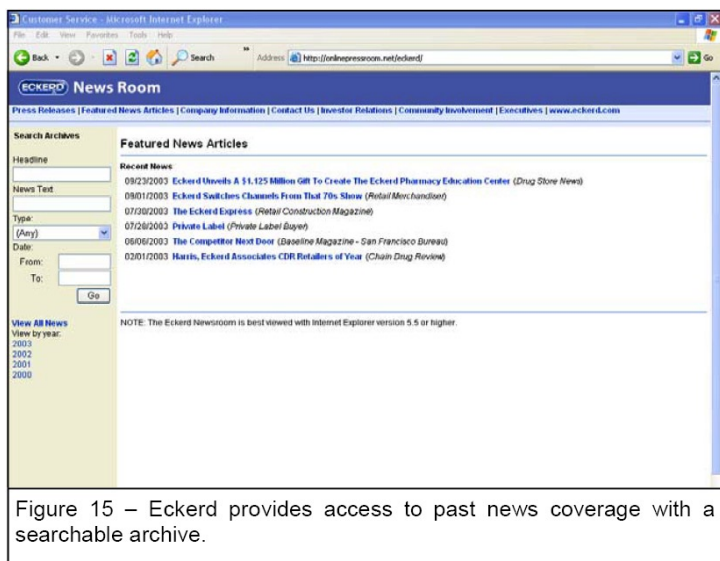 Customer Service - Microsoft Internet Explorer
File Edit View Favorites Tools Help
Back Search » Address http://onlinepressroom.net/eckerd/ Go
ECKERD News Room
Press Releases | Featured News Articles | Company Information | Contact Us | Investor Relations | Community Involvement | Executives | www.eckerd.com
Search Archives
Headline
News Text
Type:
(Any)
Date:
From:
To:
Go
View All News
View by year:
2003
2002
2001
2000
Featured News Articles
Recent News
09/23/2003 Eckerd Unveils A $1.125 Million Gift To Create The Eckerd Pharmacy Education Center (Drug Store News)
09/01/2003 Eckerd Switches Channels From That 70s Show (Retail Merchandiser)
07/30/2003 The Eckerd Express (Retail Construction Magazine)
07/28/2003 Private Label (Private Label Buyer)
06/06/2003 The Competitor Next Door (Baseline Magazine - San Francisco Bureau)
02/01/2003 Harris, Eckerd Associates CDR Retailers of Year (Chain Drug Review)
NOTE: The Eckerd Newsroom is best viewed with Internet Explorer version 5.5 or higher.
Figure 15 – Eckerd provides access to past news coverage with a
searchable archive.